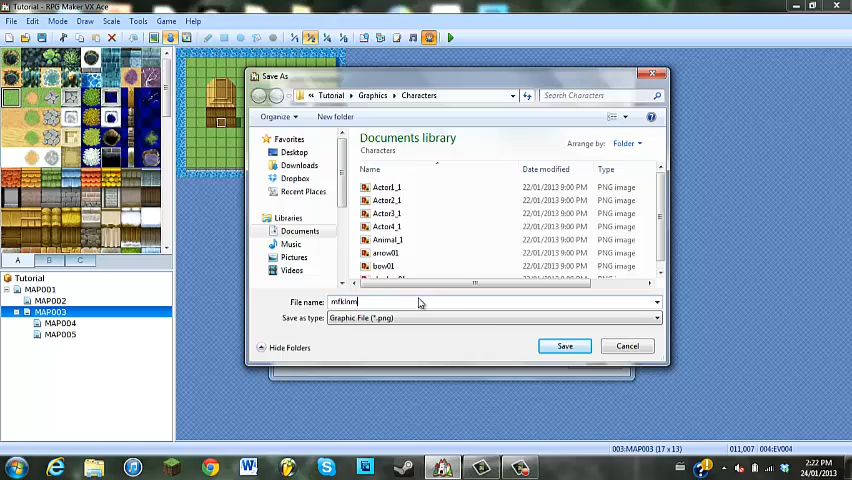 Tutorial - RPG Maker VX Ace
File Edit Mode Draw Scale Tools Game Help
Save As
« Tutorial ▸ Graphics ▸ Characters
Search Characters
Organize ▾ New folder
Favorites
Desktop
Downloads
Dropbox
Recent Places
Libraries
Documents
Music
Pictures
Videos
Documents library
Characters
Arrange by: Folder ▾
Name Date modified Type
Actor1_1 22/01/2013 9:00 PM PNG image
Actor2_1 22/01/2013 9:00 PM PNG image
Actor3_1 22/01/2013 9:00 PM PNG image
Actor4_1 22/01/2013 9:00 PM PNG image
Animal_1 22/01/2013 9:00 PM PNG image
arrow01 22/01/2013 9:00 PM PNG image
bow01 22/01/2013 9:00 PM PNG image
File name: mfklnm
Save as type: Graphic File (*.png)
Hide Folders
Save Cancel
A B C
Tutorial
MAP001
MAP002
MAP003
MAP004
MAP005
003:MAP003 (17 x 13) 011,007 004:EV004
2:22 PM
24/01/2013